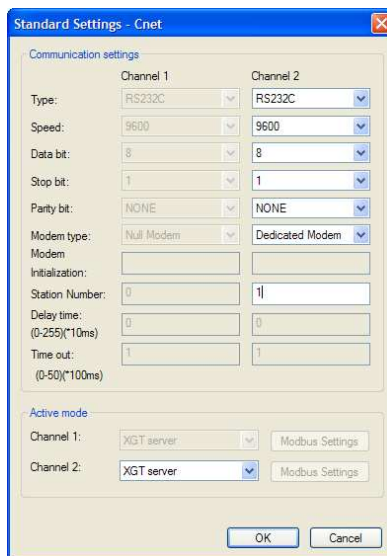 Standard Settings - Cnet
Communication settings
Channel 1 Channel 2
Type: RS232C RS232C
Speed: 9600 9600
Data bit: 8 8
Stop bit: 1 1
Parity bit: NONE NONE
Modem type: Null Modem Dedicated Modem
Modem
Initialization:
Station Number: 0 1
Delay time: 0 0
(0-255)(*10ms)
Time out: 1 1
(0-50)(*100ms)
Active mode
Channel 1: XGT server Modbus Settings
Channel 2: XGT server Modbus Settings
OK Cancel